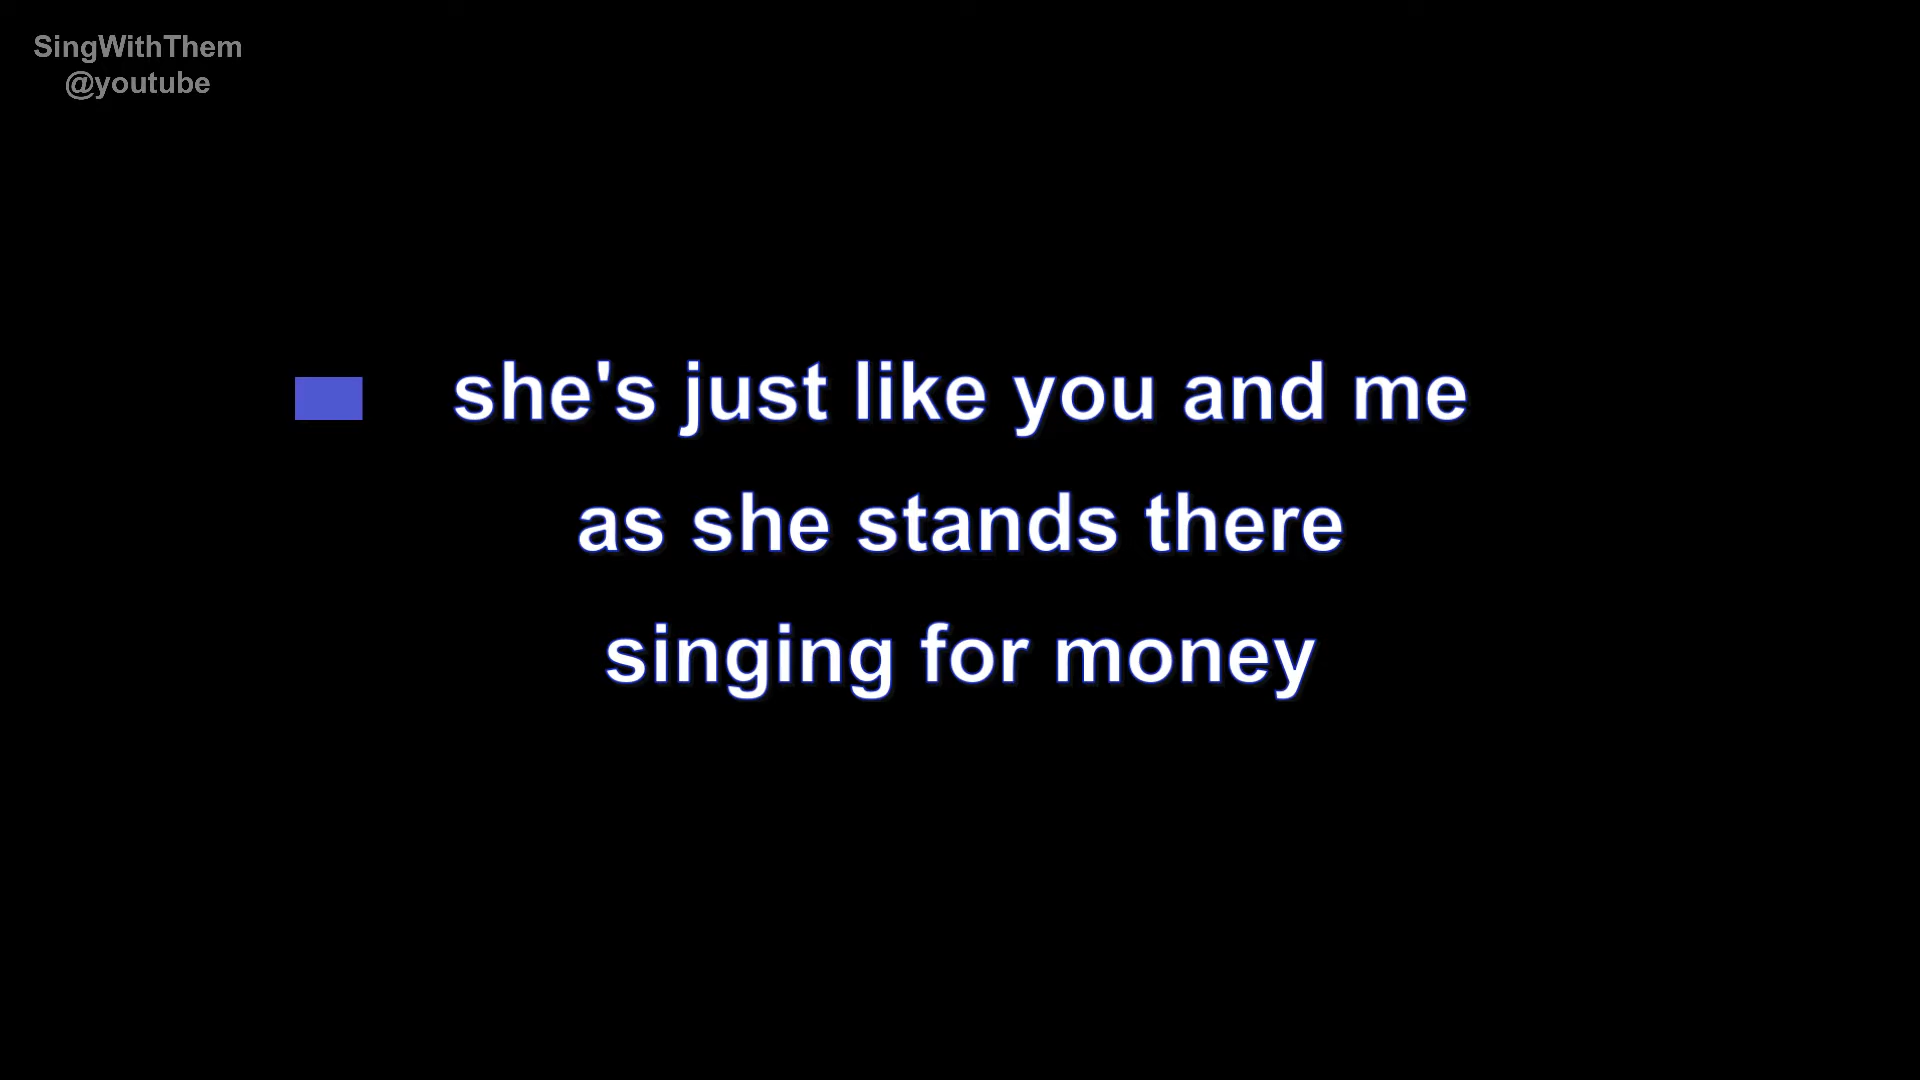 SingWithThem
@youtube
she's just like you and me
as she stands there
singing for money